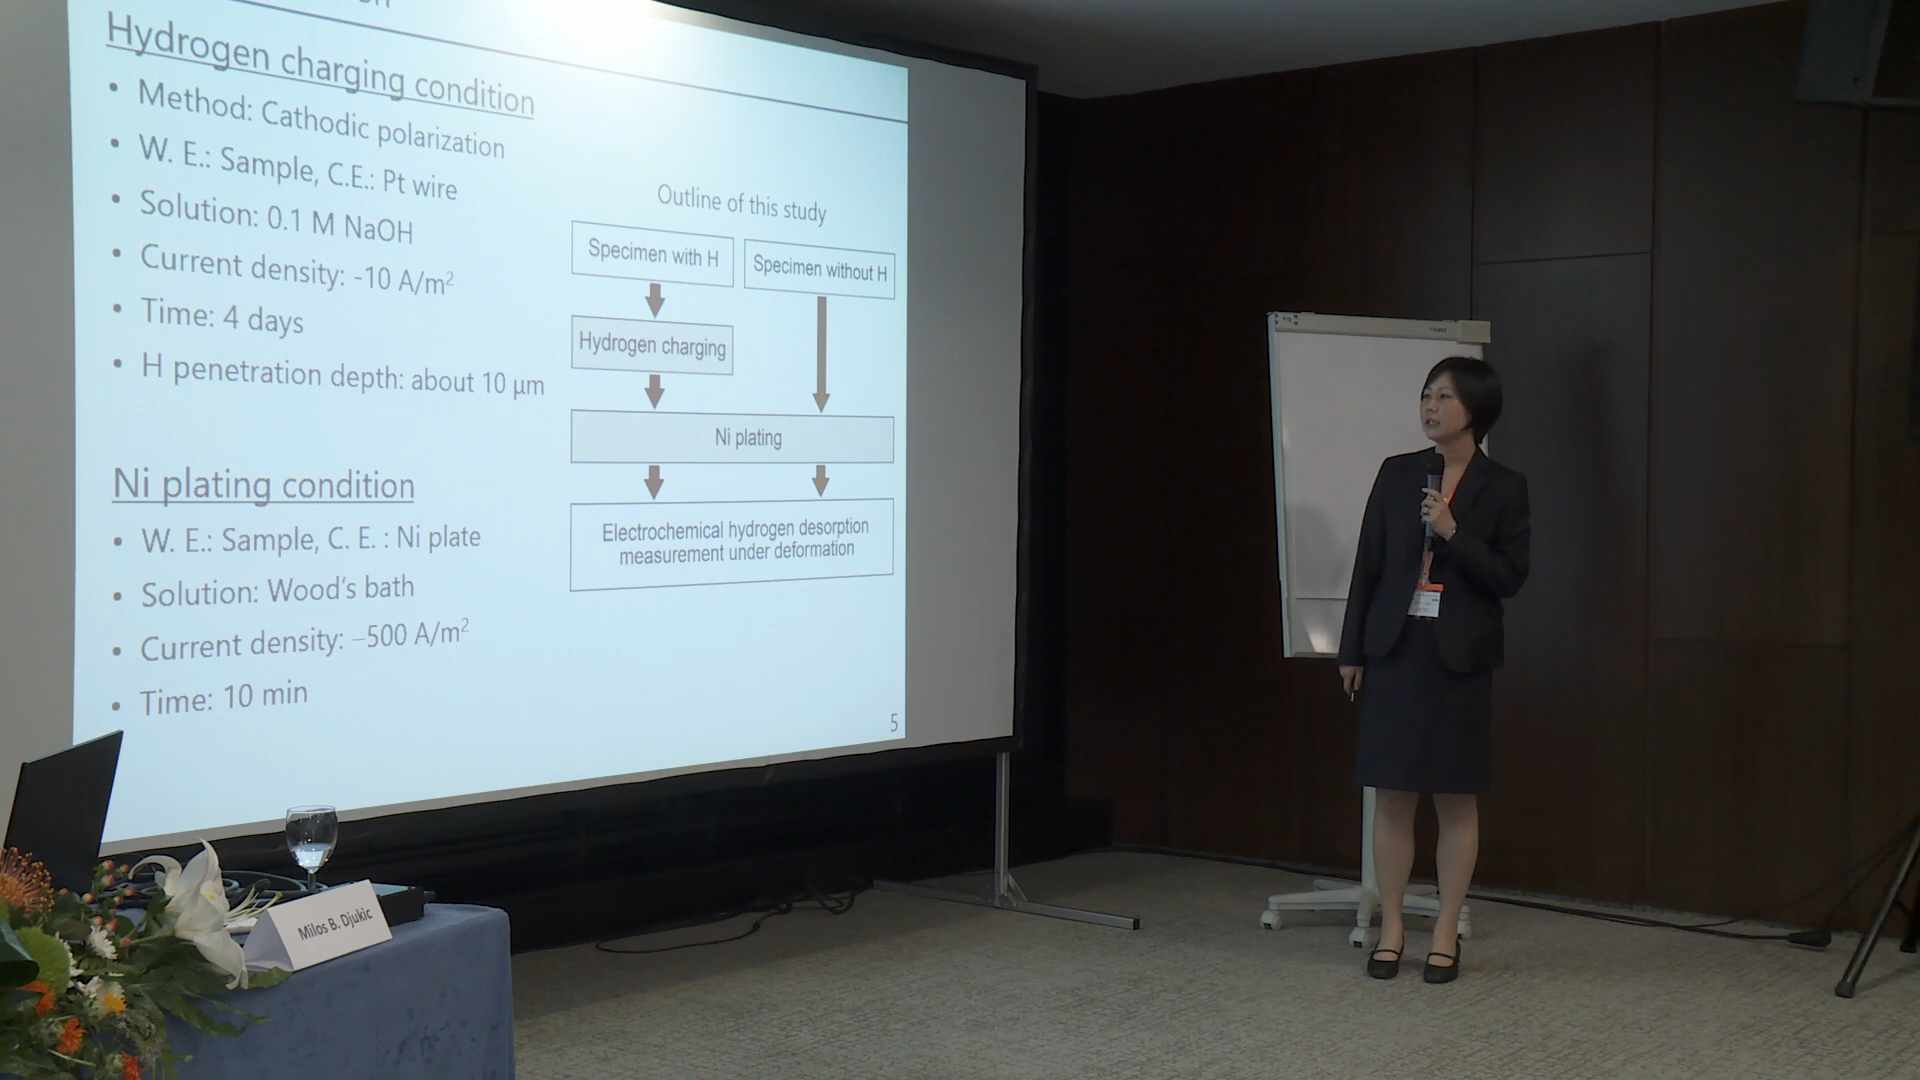 Hydrogen charging condition
• Method: Cathodic polarization
• W. E.: Sample, C.E.: Pt wire
• Solution: 0.1 M NaOH
• Current density: -10 A/m²
• Time: 4 days
• H penetration depth: about 10 μm
Ni plating condition
• W. E.: Sample, C. E. : Ni plate
• Solution: Wood’s bath
• Current density: –500 A/m²
• Time: 10 min
Outline of this study
Specimen with H
Specimen without H
Hydrogen charging
Ni plating
Electrochemical hydrogen desorption
measurement under deformation
5
Milos B. Djukic